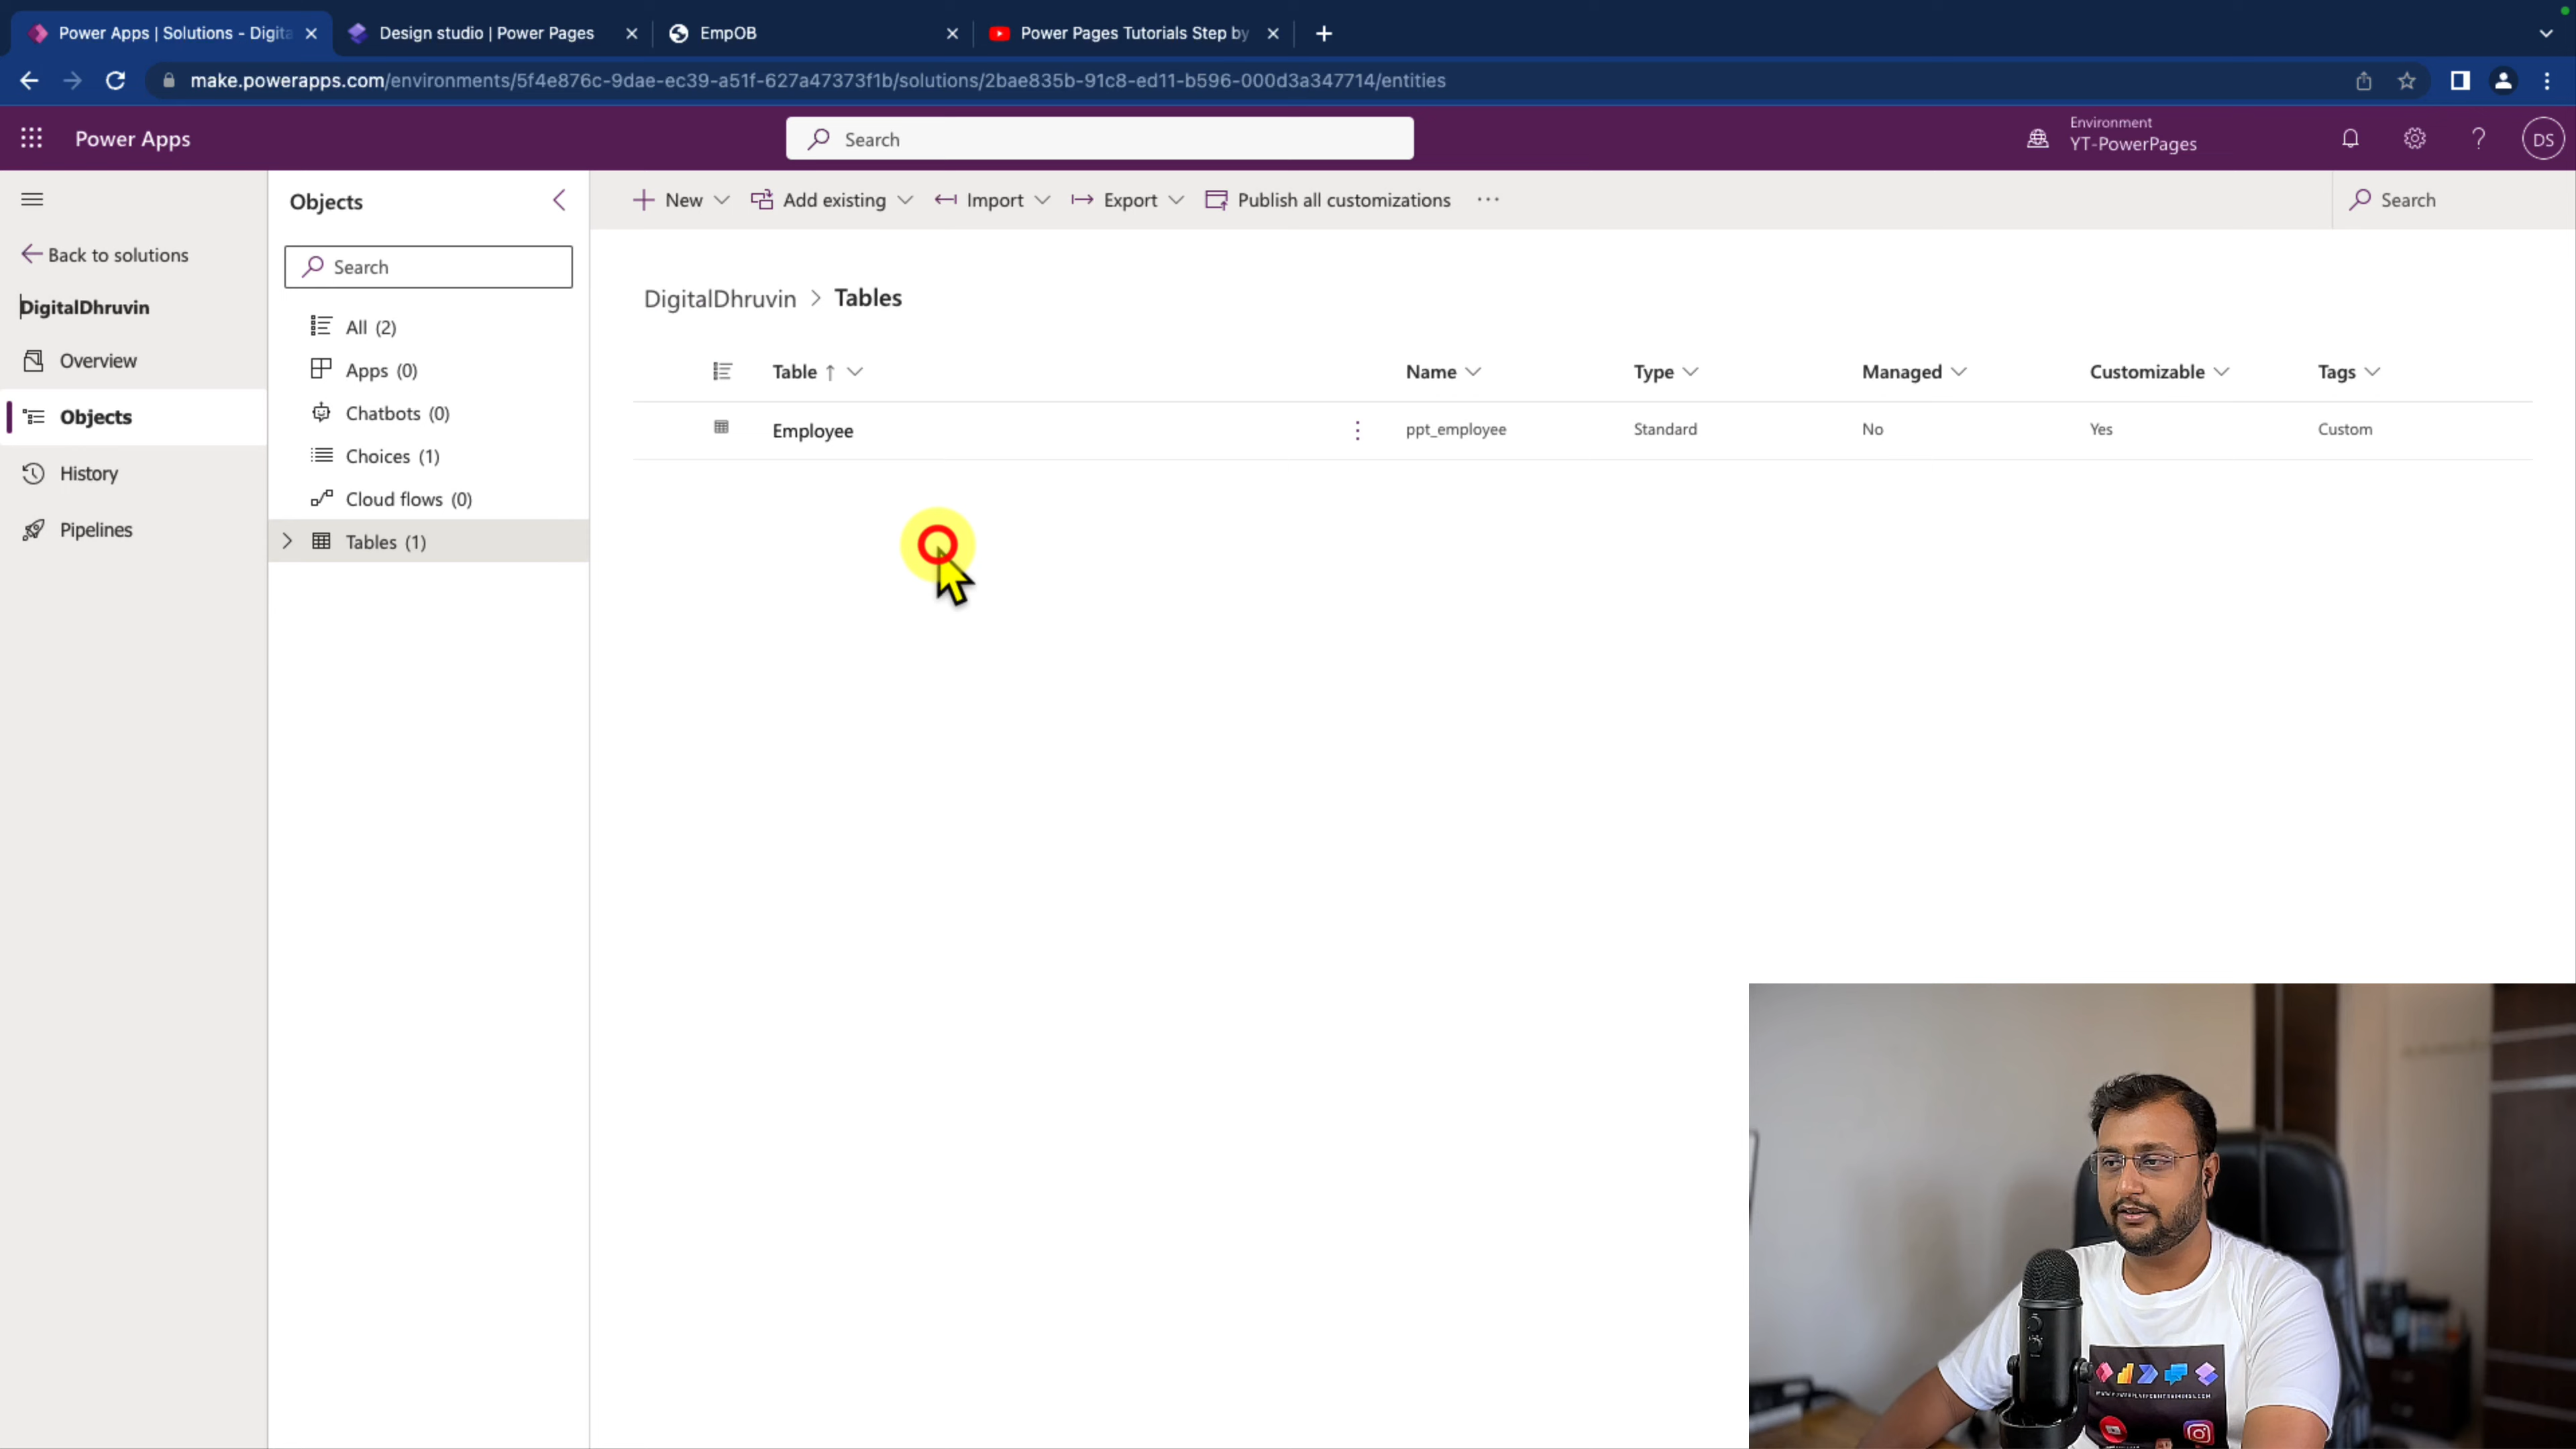 Power Apps | Solutions - Digita
Design studio | Power Pages
EmpOB
Power Pages Tutorials Step by
make.powerapps.com/environments/5f4e876c-9dae-ec39-a51f-627a47373f1b/solutions/2bae835b-91c8-ed11-b596-000d3a347714/entities
Power Apps
Search
Environment
YT-PowerPages
DS
Objects
New
Add existing
Import
Export
Publish all customizations
Search
Back to solutions
DigitalDhruvin
Overview
Objects
History
Pipelines
Search
All (2)
Apps (0)
Chatbots (0)
Choices (1)
Cloud flows (0)
Tables (1)
DigitalDhruvin > Tables
Table Name Type Managed Customizable Tags
Employee ppt_employee Standard No Yes Custom